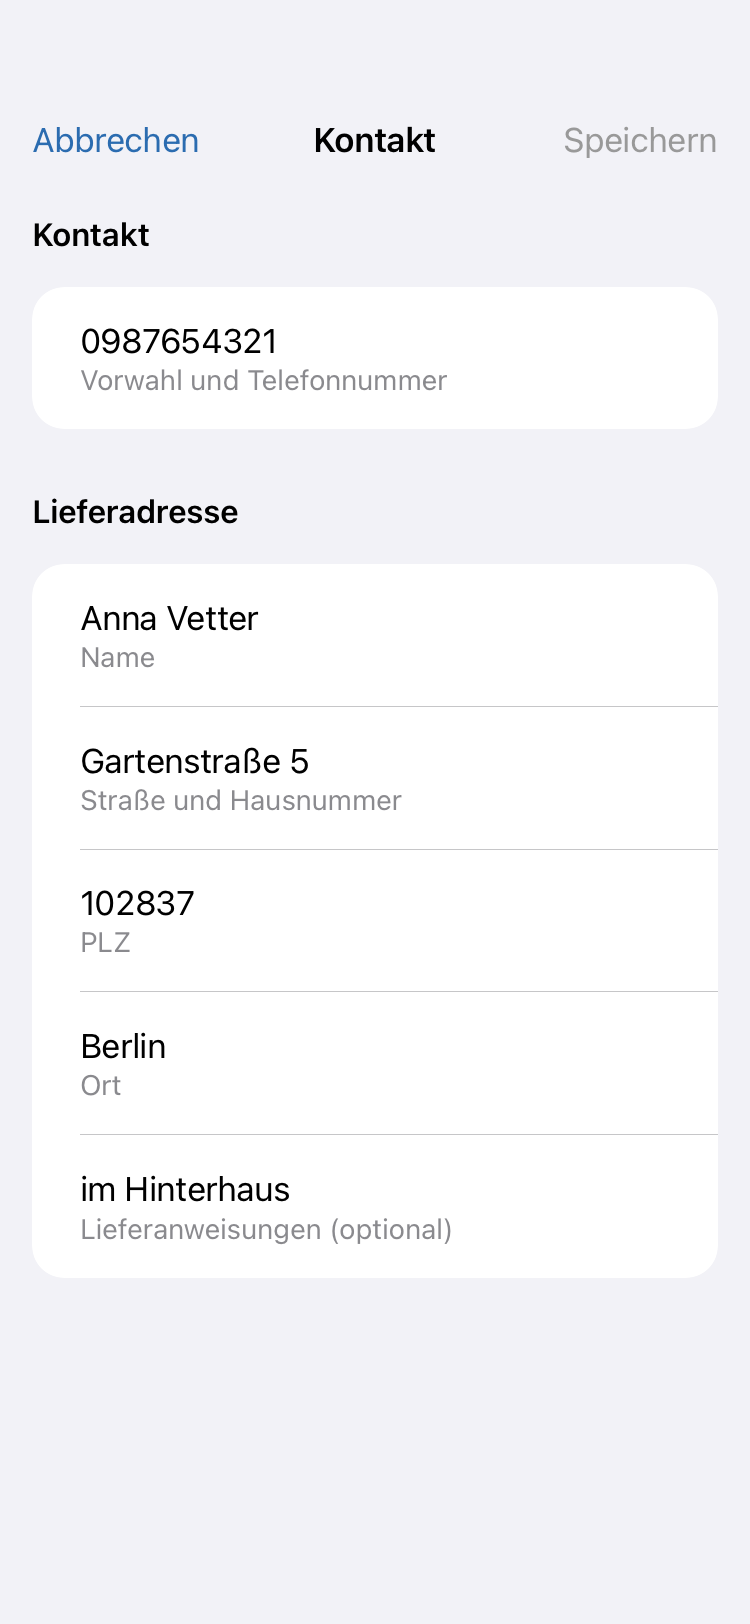 Abbrechen Kontakt Speichern
Kontakt
0987654321
Vorwahl und Telefonnummer
Lieferadresse
Anna Vetter
Name
Gartenstraße 5
Straße und Hausnummer
102837
PLZ
Berlin
Ort
im Hinterhaus
Lieferanweisungen (optional)